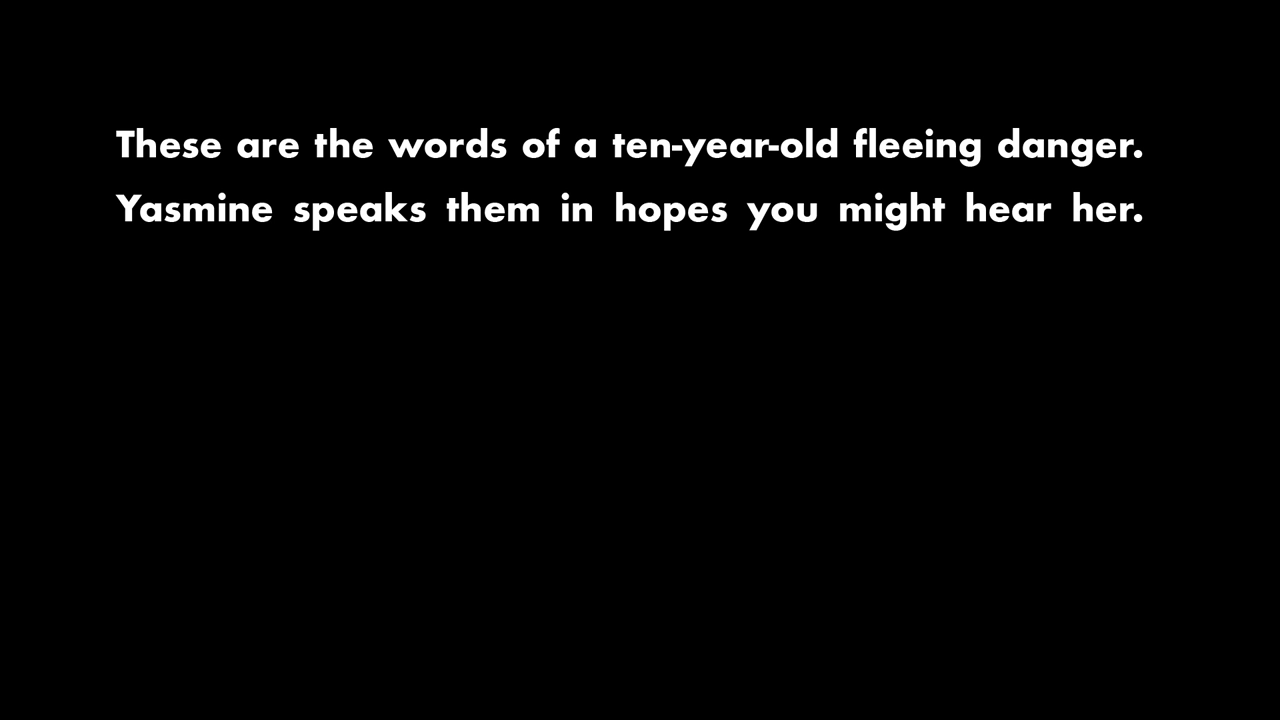 These are the words of a ten-year-old fleeing danger.
Yasmine speaks them in hopes you might hear her.